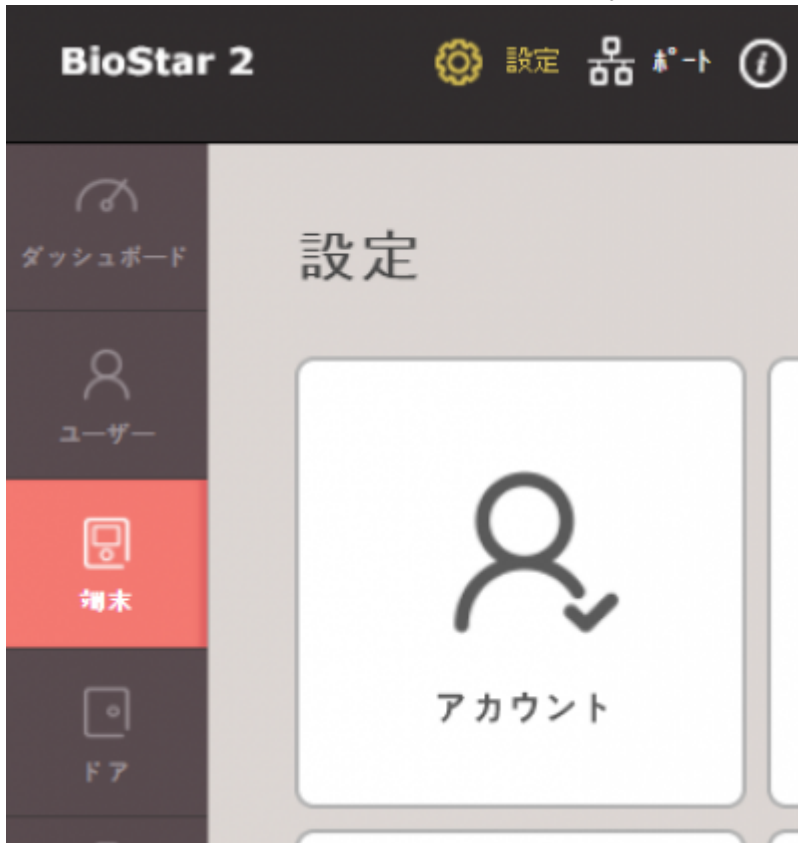 BioStar 2
設定
ポート
ダッシュボード
ユーザー
端末
ドア
設定
アカウント